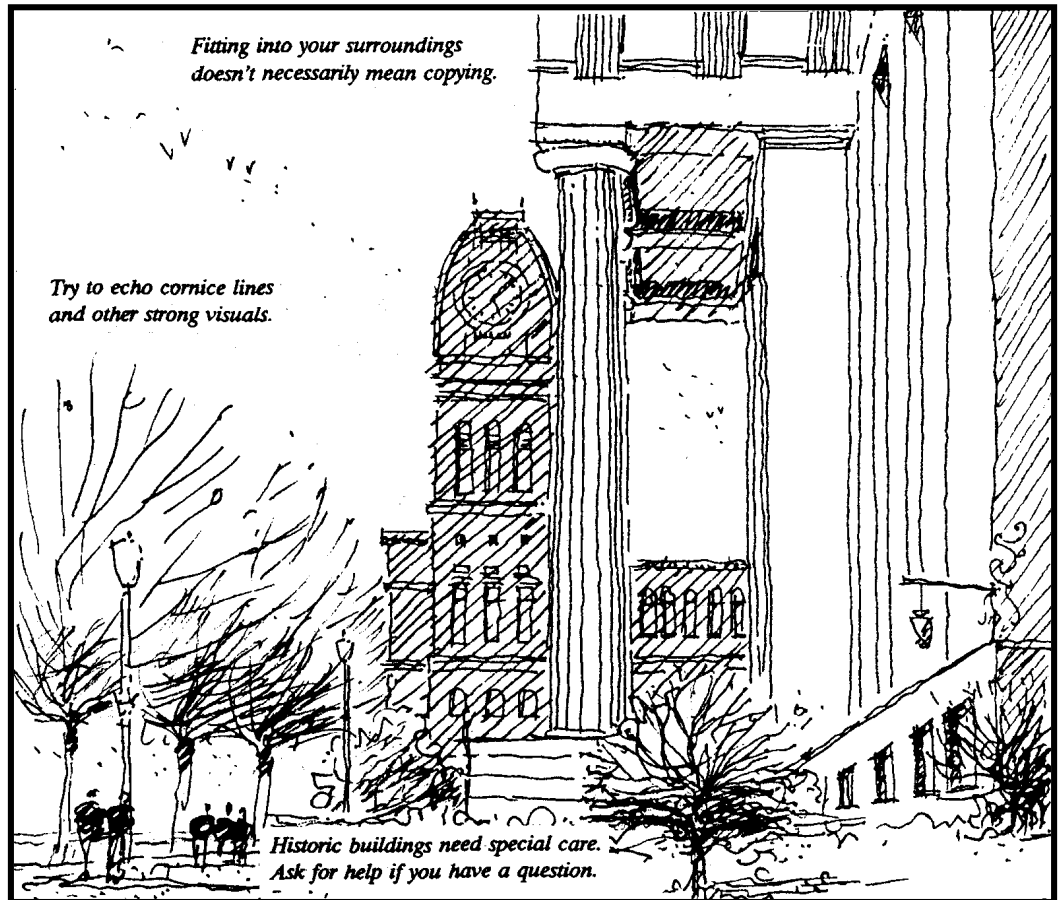 Fitting into your surroundings
doesn't necessarily mean copying.
Try to echo cornice lines
and other strong visuals.
Historic buildings need special care.
Ask for help if you have a question.